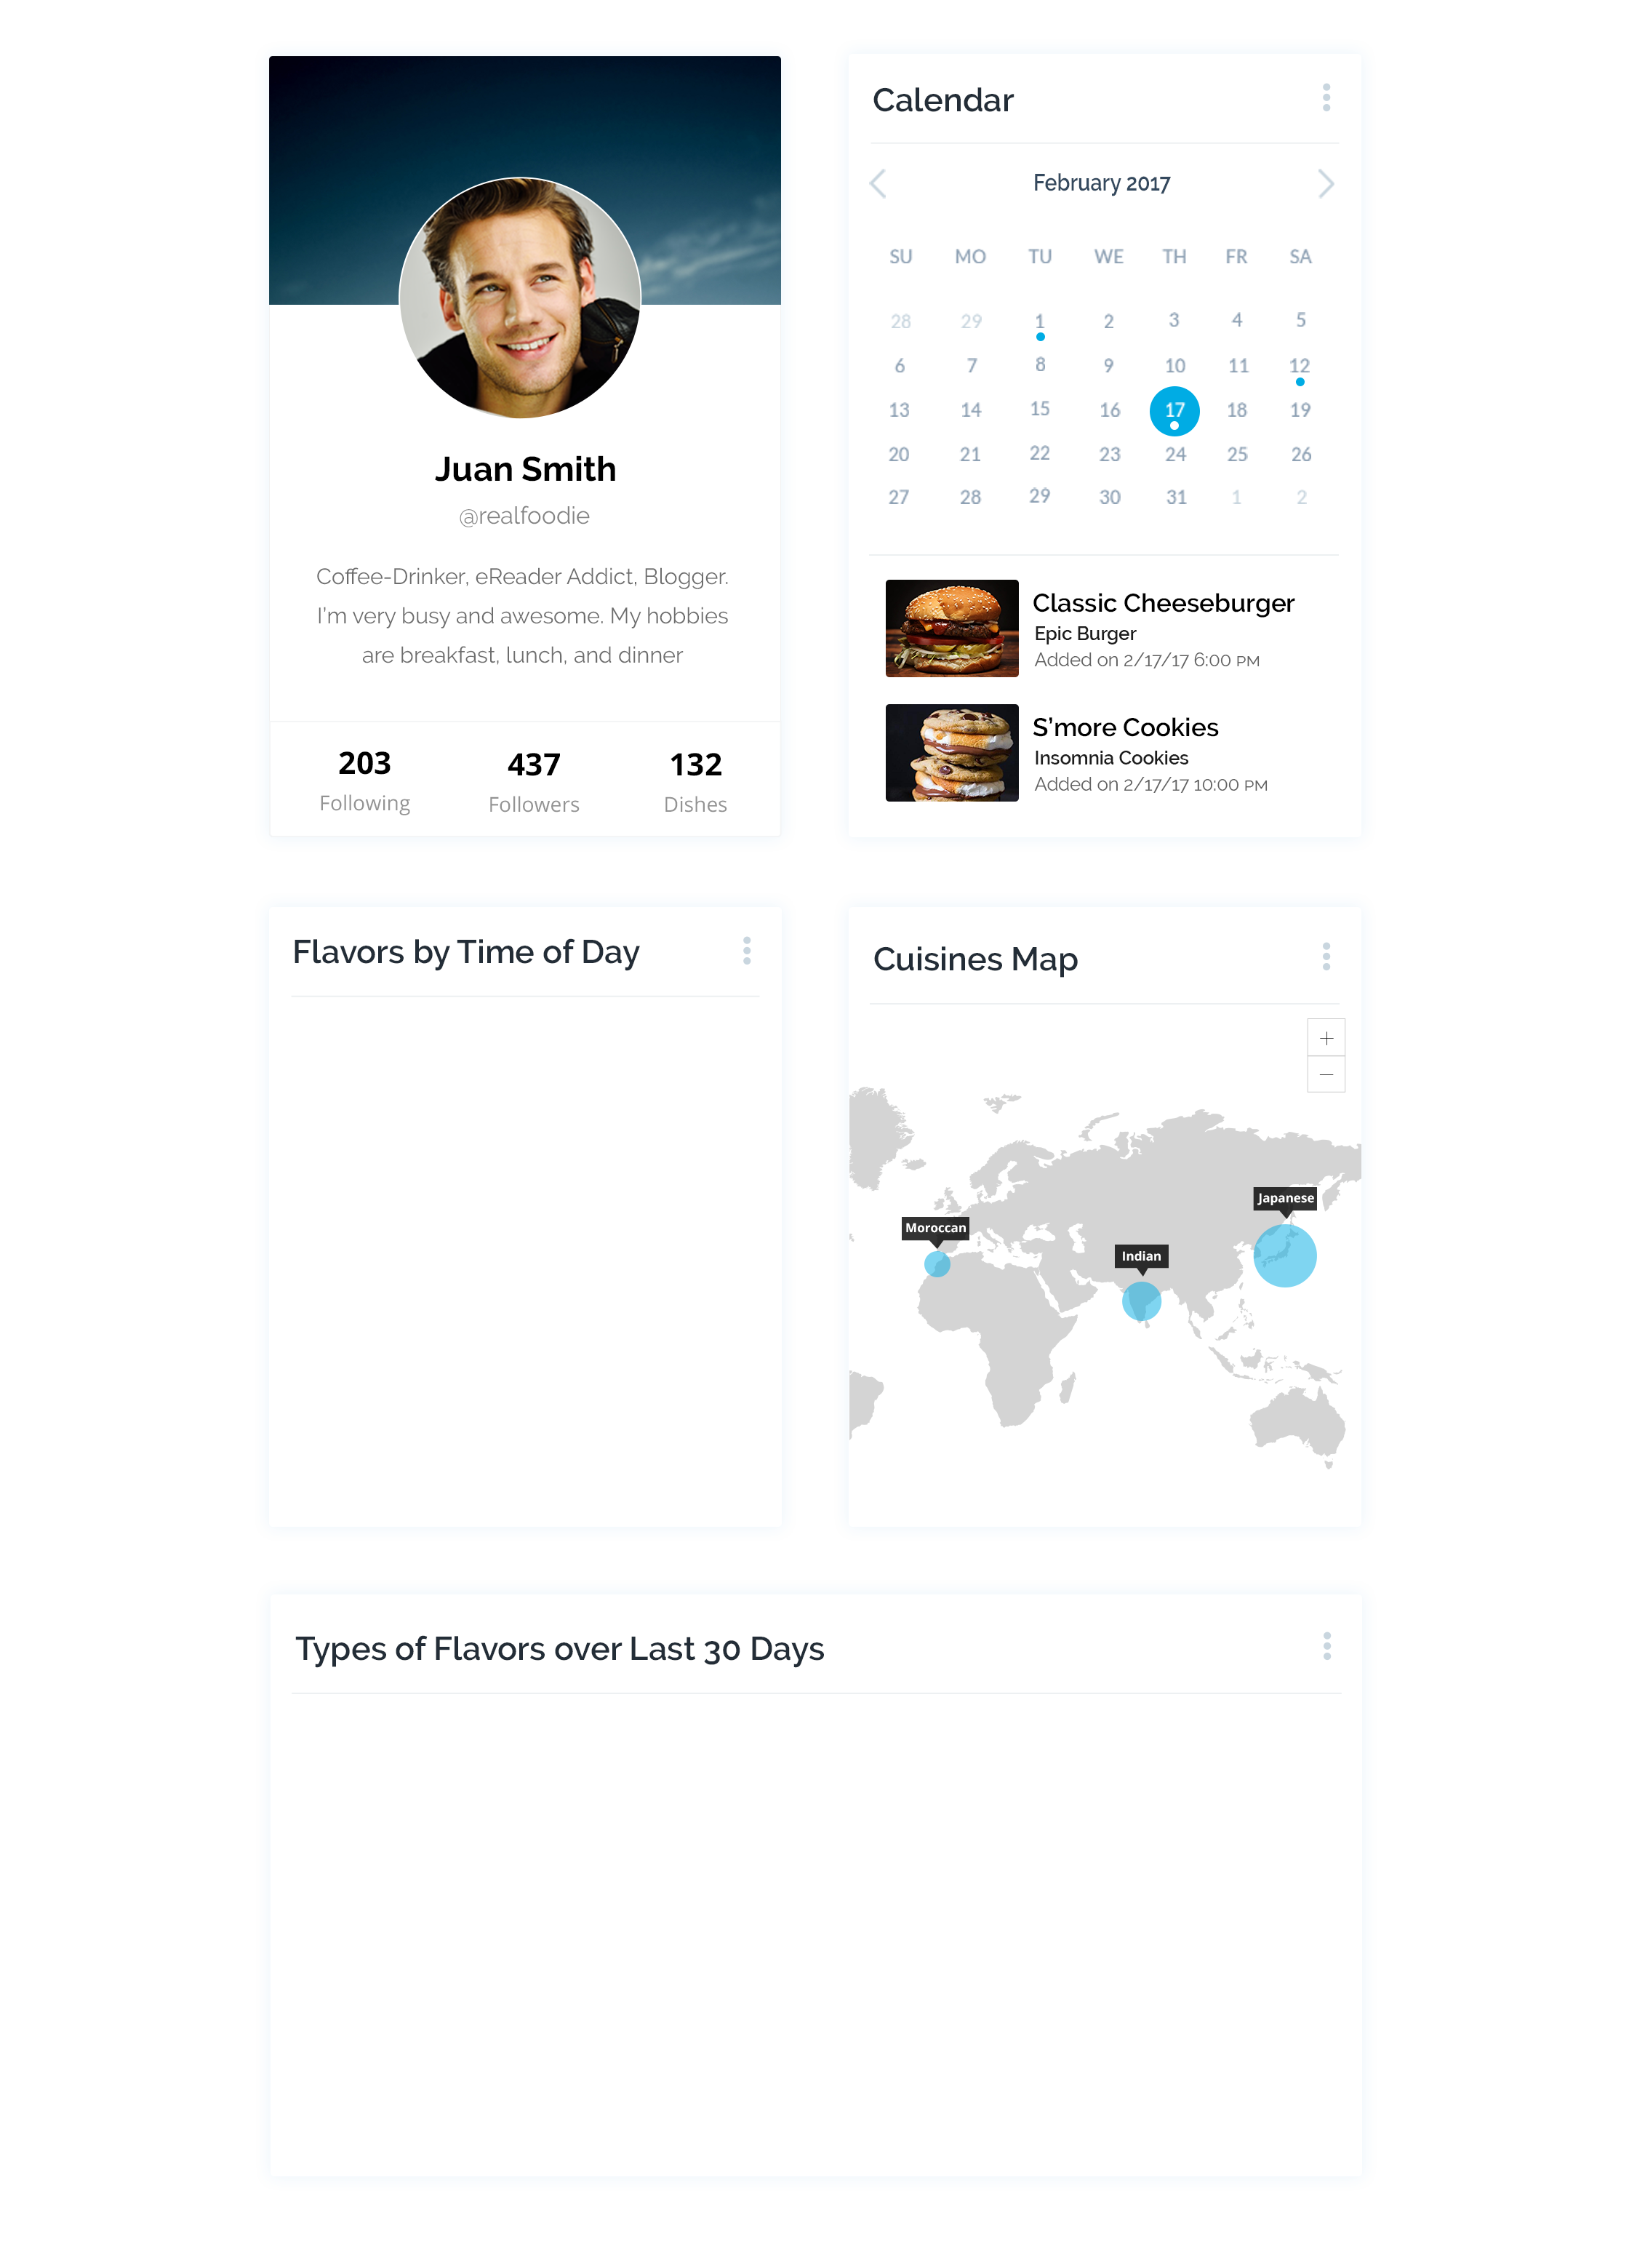 Juan Smith
@realfoodie
Coffee-Drinker, eReader Addict, Blogger.
I'm very busy and awesome. My hobbies
are breakfast, lunch, and dinner
203 437 132
Following Followers Dishes
Calendar
February 2017
SU MO TU WE TH FR SA
28 29 1 2 3 4 5
6 7 8 9 10 11 12
13 14 15 16 17 18 19
20 21 22 23 24 25 26
27 28 29 30 31 1 2
Classic Cheeseburger
Epic Burger
Added on 2/17/17 6:00 PM
S'more Cookies
Insomnia Cookies
Added on 2/17/17 10:00 PM
Flavors by Time of Day
Cuisines Map
+
−
Japanese
Moroccan
Indian
Types of Flavors over Last 30 Days